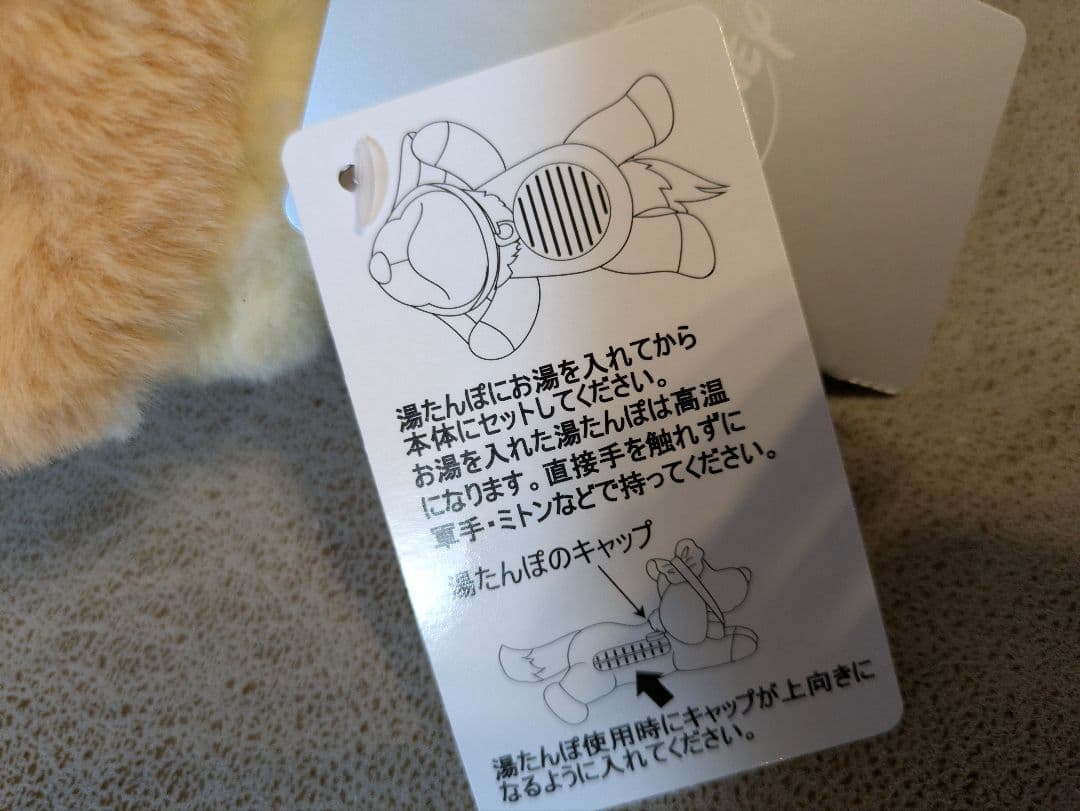 湯たんぽにお湯を入れてから
本体にセットしてください。
お湯を入れた湯たんぽは高温
になります。直接手を触れずに
軍手・ミトンなどで持ってください。
湯たんぽのキャップ
湯たんぽ使用時にキャップが上向きに
なるように入れてください。